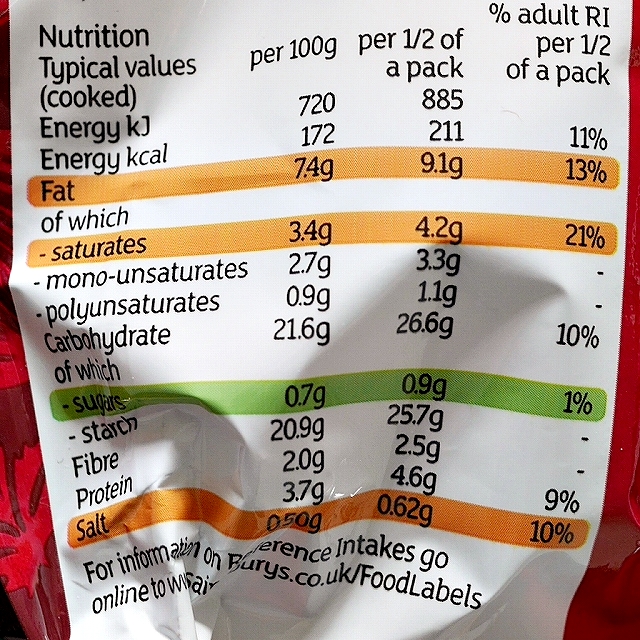 Nutrition
Typical values
(cooked)
per 100g per 1/2 of a pack
% adult RI per 1/2 of a pack
Energy kJ 720 885
Energy kcal 172 211 11%
Fat 7.4g 9.1g 13%
of which
- saturates 3.4g 4.2g 21%
- mono-unsaturates 2.7g 3.3g -
- polyunsaturates 0.9g 1.1g -
Carbohydrate 21.6g 26.6g 10%
of which
- sugars 0.7g 0.9g 1%
- starch 20.9g 25.7g -
Fibre 2.0g 2.5g -
Protein 3.7g 4.6g 9%
Salt 0.50g 0.62g 10%
For information on Intakes go
online to .co.uk/FoodLabels